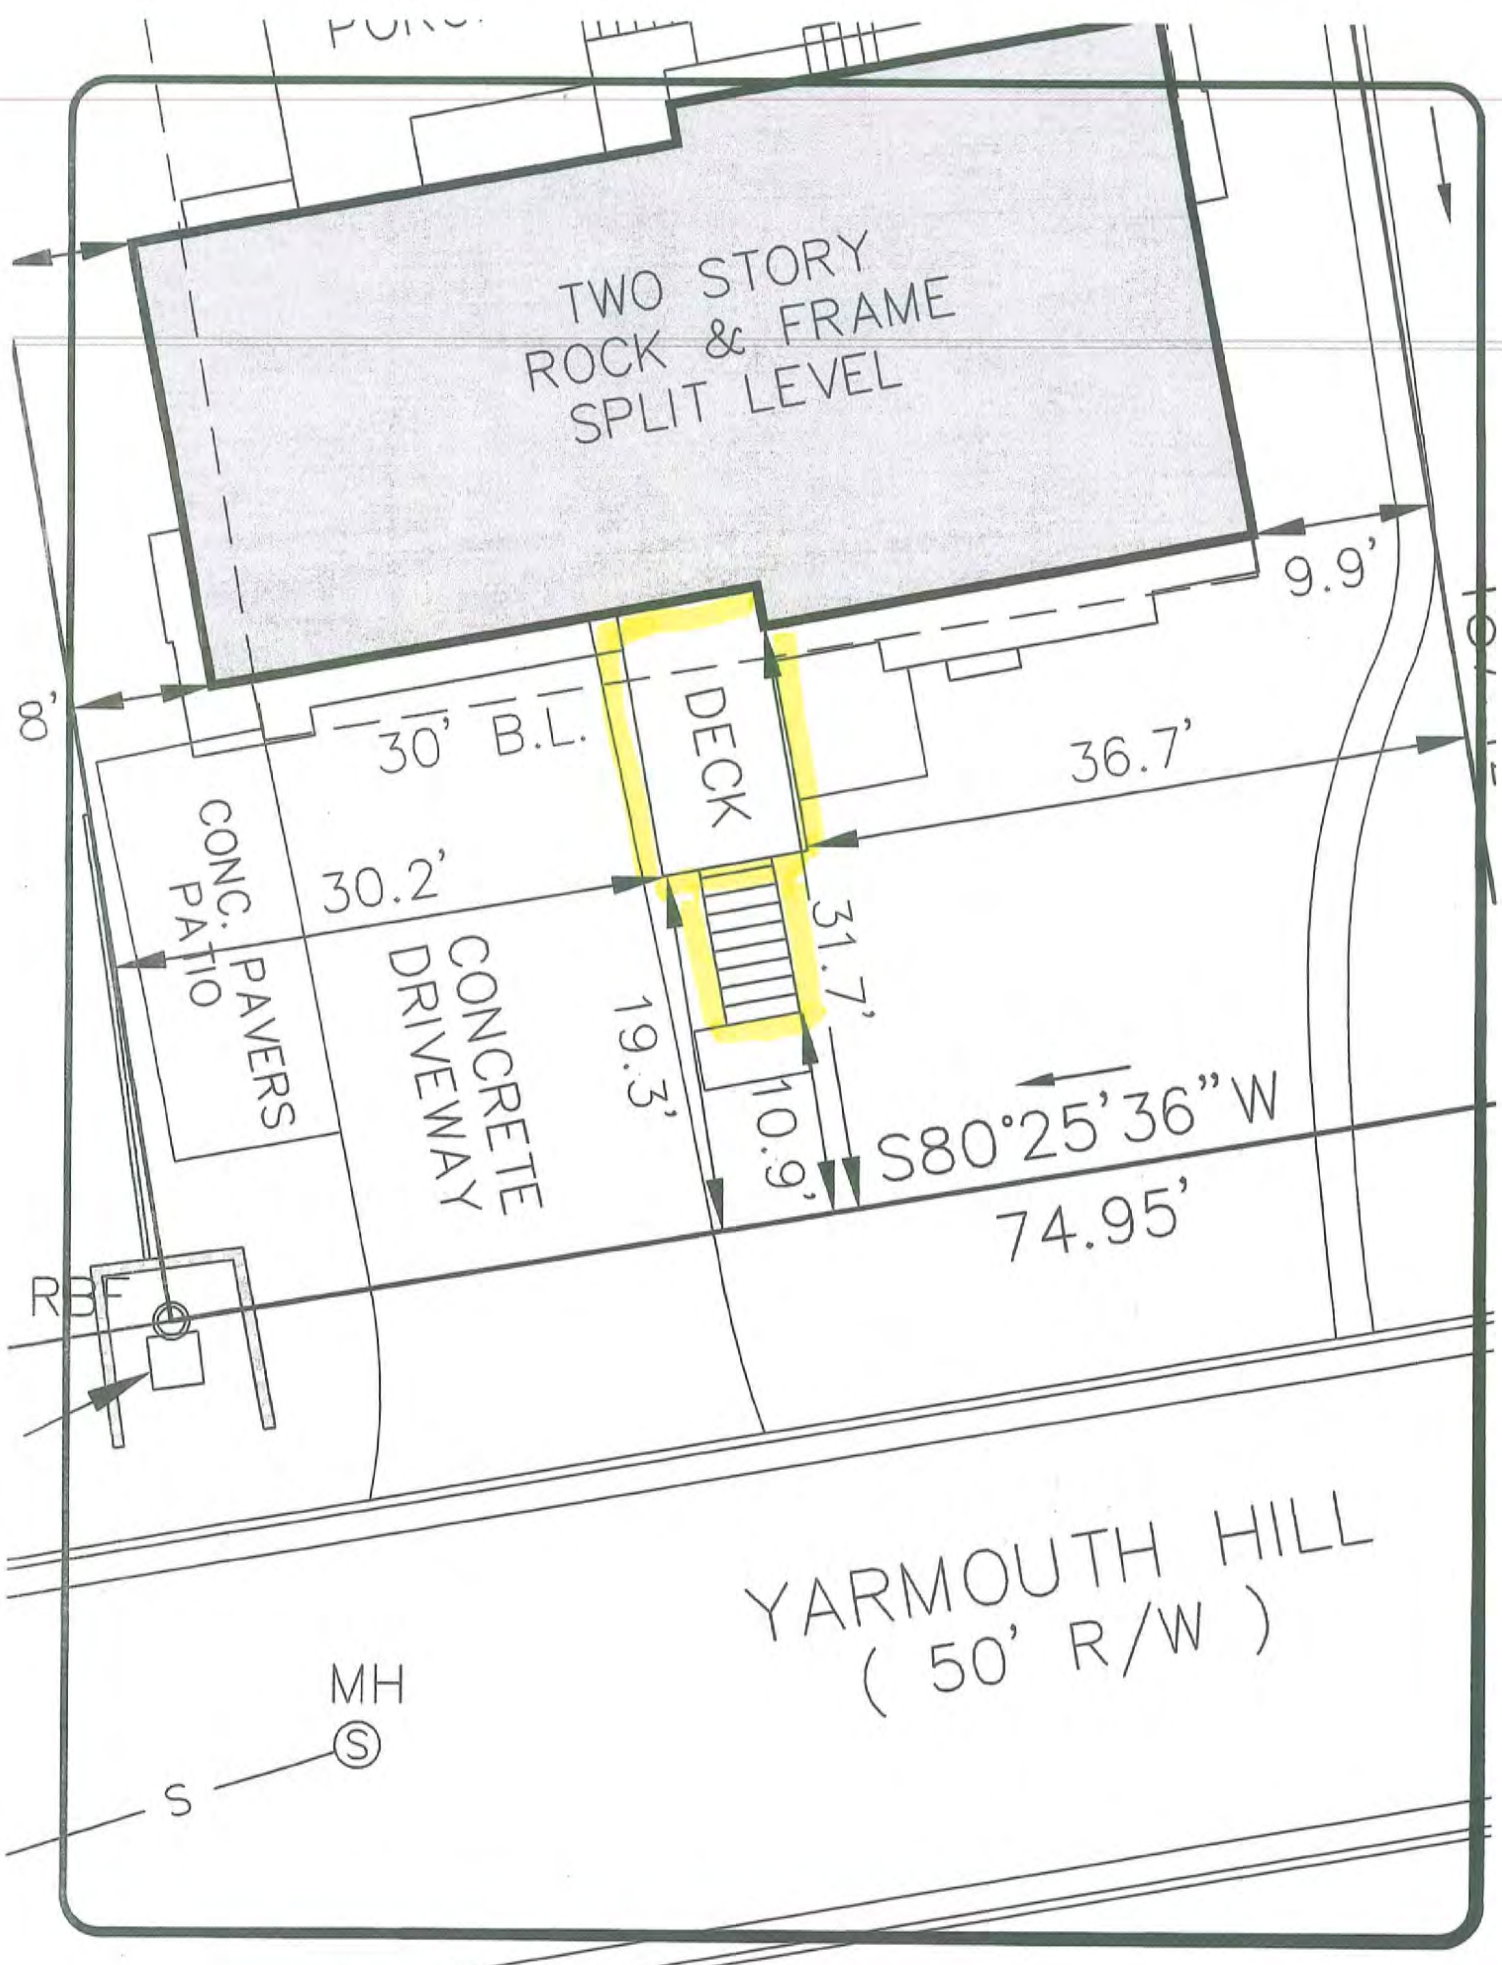 TWO STORY
ROCK & FRAME
SPLIT LEVEL
9.9'
8'
30' B.L.
DECK
36.7'
CONC. PAVERS
PATIO
30.2'
CONCRETE
DRIVEWAY
19.3'
31.7'
10.9'
S80°25'36"W
74.95'
RBF
YARMOUTH HILL
( 50' R/W )
MH
S
S